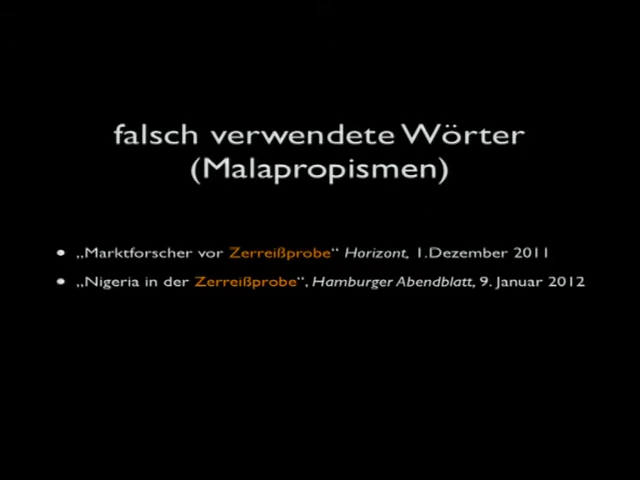 falsch verwendete Wörter
(Malapropismen)
• „Marktforscher vor Zerreißprobe“ Horizont, 1.Dezember 2011
• „Nigeria in der Zerreißprobe“, Hamburger Abendblatt, 9. Januar 2012